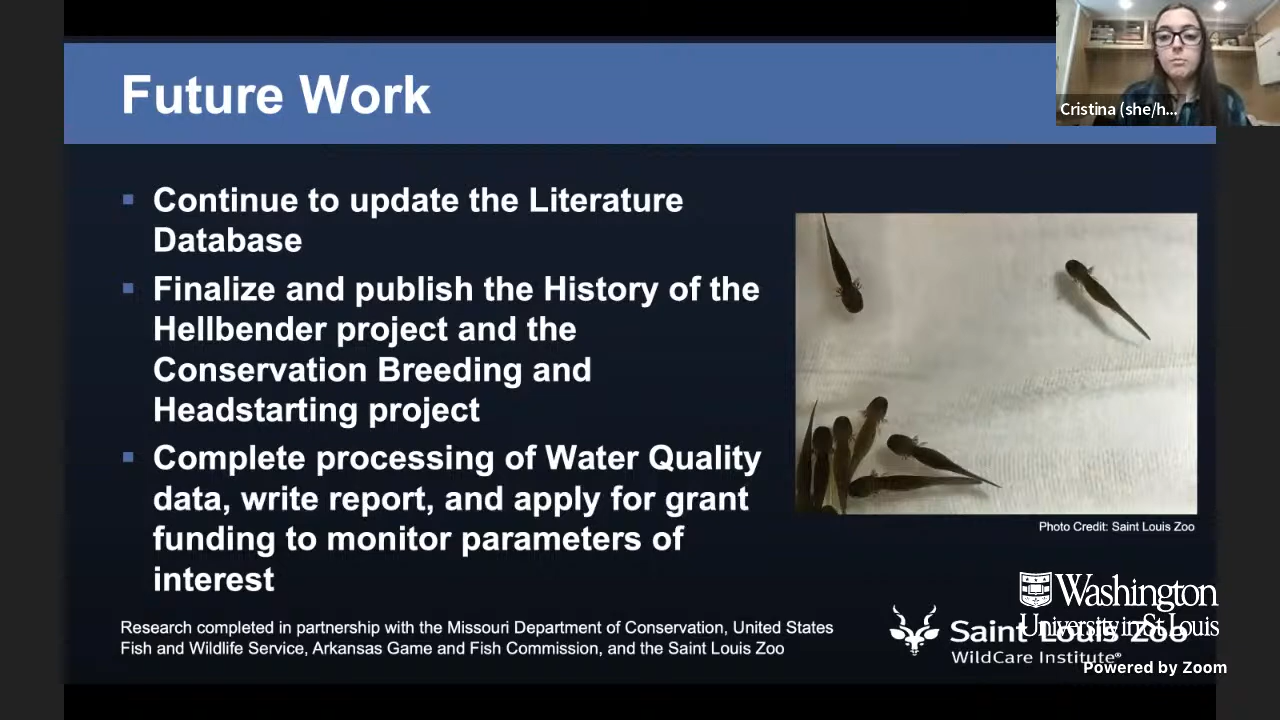 Future Work
Cristina (she/h...
Continue to update the Literature
Database
Finalize and publish the History of the
Hellbender project and the
Conservation Breeding and
Headstarting project
Complete processing of Water Quality
data, write report, and apply for grant
funding to monitor parameters of
interest
Photo Credit: Saint Louis Zoo
Research completed in partnership with the Missouri Department of Conservation, United States
Fish and Wildlife Service, Arkansas Game and Fish Commission, and the Saint Louis Zoo
Washington
University in St Louis
Saint Louis Zoo
WildCare Institute®
Powered by Zoom